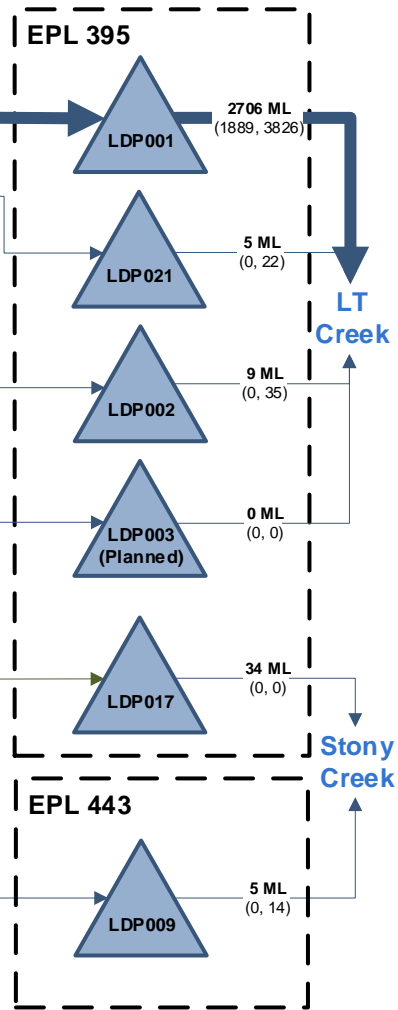 EPL 395
LDP001
2706 ML
(1889, 3826)
LDP021
5 ML
(0, 22)
LT
Creek
LDP002
9 ML
(0, 35)
LDP003
(Planned)
0 ML
(0, 0)
LDP017
34 ML
(0, 0)
Stony
Creek
EPL 443
LDP009
5 ML
(0, 14)